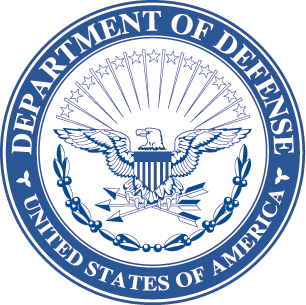 DEPARTMENT OF DEFENSE
UNITED STATES OF AMERICA